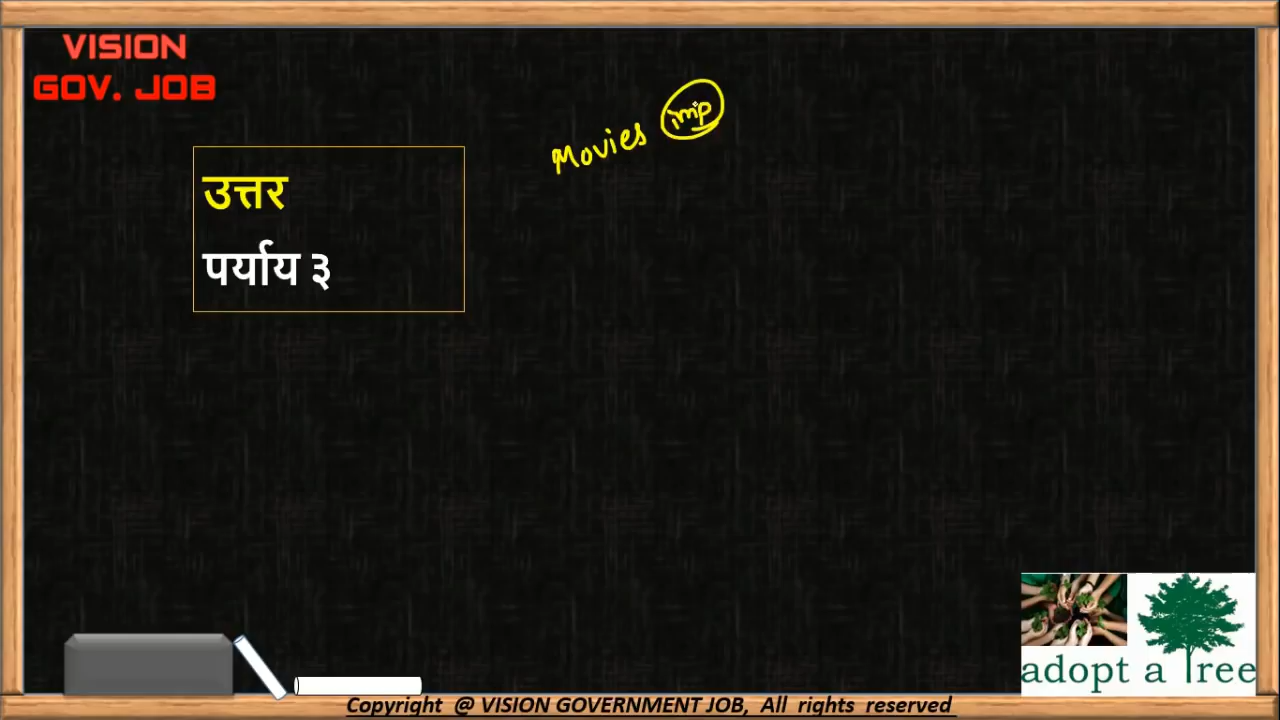 VISION
GOV. JOB
Movies imp
उत्तर
पर्याय ३
adopt a Tree
Copyright @ VISION GOVERNMENT JOB, All rights reserved